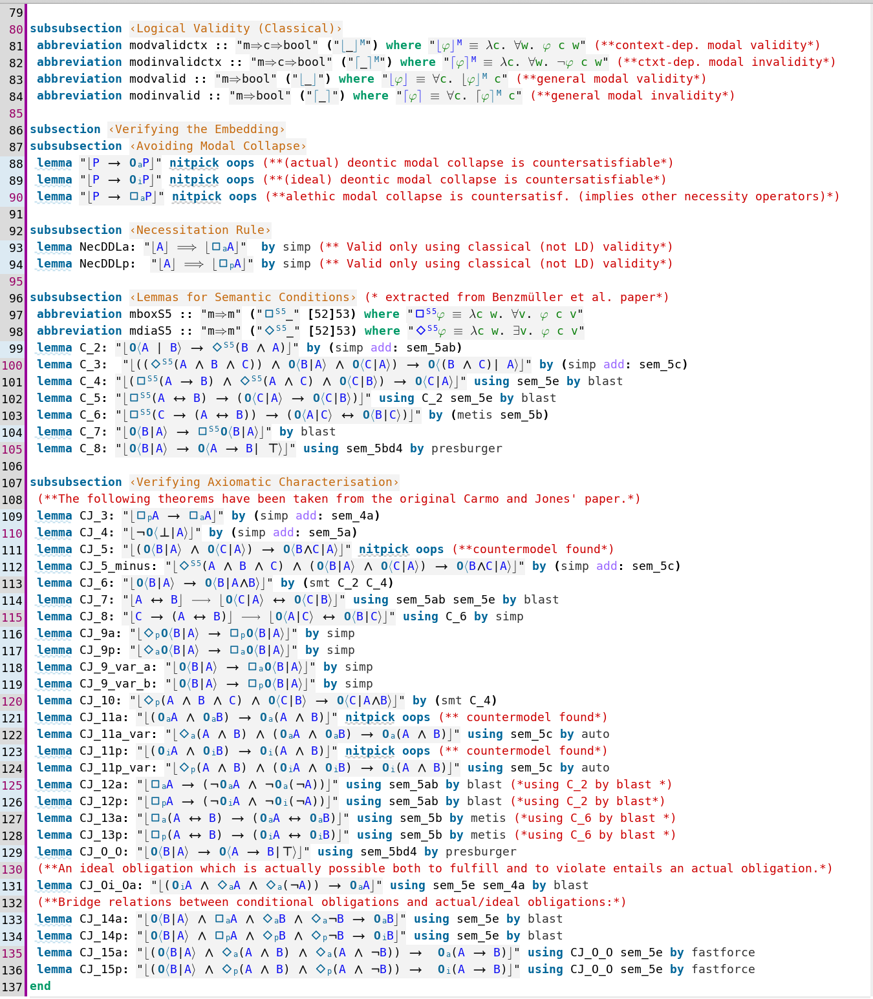 79
80 subsubsection ‹Logical Validity (Classical)›
81 abbreviation modvalidctx :: "m⇒c⇒bool" ("⌊_⌋ᴹ") where "⌊φ⌋ᴹ ≡ λc. ∀w. φ c w" (**context-dep. modal validity*)
82 abbreviation modinvalidctx :: "m⇒c⇒bool" ("⌈_⌉ᴹ") where "⌈φ⌉ᴹ ≡ λc. ∀w. ¬φ c w" (**ctxt-dep. modal invalidity*)
83 abbreviation modvalid :: "m⇒bool" ("⌊_⌋") where "⌊φ⌋ ≡ ∀c. ⌊φ⌋ᴹ c" (**general modal validity*)
84 abbreviation modinvalid :: "m⇒bool" ("⌈_⌉") where "⌈φ⌉ ≡ ∀c. ⌈φ⌉ᴹ c" (**general modal invalidity*)
85
86 subsection ‹Verifying the Embedding›
87 subsubsection ‹Avoiding Modal Collapse›
88 lemma "⌊P → OₐP⌋" nitpick oops (**(actual) deontic modal collapse is countersatisfiable*)
89 lemma "⌊P → OᵢP⌋" nitpick oops (**(ideal) deontic modal collapse is countersatisfiable*)
90 lemma "⌊P → □ₐP⌋" nitpick oops (**alethic modal collapse is countersatisf. (implies other necessity operators)*)
91
92 subsubsection ‹Necessitation Rule›
93 lemma NecDDLa: "⌊A⌋ ⟹ ⌊□ₐA⌋" by simp (** Valid only using classical (not LD) validity*)
94 lemma NecDDLp: "⌊A⌋ ⟹ ⌊□ₚA⌋" by simp (** Valid only using classical (not LD) validity*)
95
96 subsubsection ‹Lemmas for Semantic Conditions› (* extracted from Benzmüller et al. paper*)
97 abbreviation mboxS5 :: "m⇒m" ("□ˢ⁵_" [52]53) where "□ˢ⁵φ ≡ λc w. ∀v. φ c v"
98 abbreviation mdiaS5 :: "m⇒m" ("◇ˢ⁵_" [52]53) where "◇ˢ⁵φ ≡ λc w. ∃v. φ c v"
99 lemma C_2: "⌊O⟨A | B⟩ → ◇ˢ⁵(B ∧ A)⌋" by (simp add: sem_5ab)
100 lemma C_3: "⌊((◇ˢ⁵(A ∧ B ∧ C)) ∧ O⟨B|A⟩ ∧ O⟨C|A⟩) → O⟨(B ∧ C)| A⟩⌋" by (simp add: sem_5c)
101 lemma C_4: "⌊(□ˢ⁵(A → B) ∧ ◇ˢ⁵(A ∧ C) ∧ O⟨C|B⟩) → O⟨C|A⟩⌋" using sem_5e by blast
102 lemma C_5: "⌊□ˢ⁵(A ↔ B) → (O⟨C|A⟩ → O⟨C|B⟩)⌋" using C_2 sem_5e by blast
103 lemma C_6: "⌊□ˢ⁵(C → (A ↔ B)) → (O⟨A|C⟩ ↔ O⟨B|C⟩)⌋" by (metis sem_5b)
104 lemma C_7: "⌊O⟨B|A⟩ → □ˢ⁵O⟨B|A⟩⌋" by blast
105 lemma C_8: "⌊O⟨B|A⟩ → O⟨A → B| ⊤⟩⌋" using sem_5bd4 by presburger
106
107 subsubsection ‹Verifying Axiomatic Characterisation›
108 (**The following theorems have been taken from the original Carmo and Jones' paper.*)
109 lemma CJ_3: "⌊□ₚA → □ₐA⌋" by (simp add: sem_4a)
110 lemma CJ_4: "⌊¬O⟨⊥|A⟩⌋" by (simp add: sem_5a)
111 lemma CJ_5: "⌊(O⟨B|A⟩ ∧ O⟨C|A⟩) → O⟨B∧C|A⟩⌋" nitpick oops (**countermodel found*)
112 lemma CJ_5_minus: "⌊◇ˢ⁵(A ∧ B ∧ C) ∧ (O⟨B|A⟩ ∧ O⟨C|A⟩) → O⟨B∧C|A⟩⌋" by (simp add: sem_5c)
113 lemma CJ_6: "⌊O⟨B|A⟩ → O⟨B|A∧B⟩⌋" by (smt C_2 C_4)
114 lemma CJ_7: "⌊A ↔ B⌋ ⟶ ⌊O⟨C|A⟩ ↔ O⟨C|B⟩⌋" using sem_5ab sem_5e by blast
115 lemma CJ_8: "⌊C → (A ↔ B)⌋ ⟶ ⌊O⟨A|C⟩ ↔ O⟨B|C⟩⌋" using C_6 by simp
116 lemma CJ_9a: "⌊◇ₚO⟨B|A⟩ → □ₚO⟨B|A⟩⌋" by simp
117 lemma CJ_9p: "⌊◇ₐO⟨B|A⟩ → □ₐO⟨B|A⟩⌋" by simp
118 lemma CJ_9_var_a: "⌊O⟨B|A⟩ → □ₐO⟨B|A⟩⌋" by simp
119 lemma CJ_9_var_b: "⌊O⟨B|A⟩ → □ₚO⟨B|A⟩⌋" by simp
120 lemma CJ_10: "⌊◇ₚ(A ∧ B ∧ C) ∧ O⟨C|B⟩ → O⟨C|A∧B⟩⌋" by (smt C_4)
121 lemma CJ_11a: "⌊(OₐA ∧ OₐB) → Oₐ(A ∧ B)⌋" nitpick oops (** countermodel found*)
122 lemma CJ_11a_var: "⌊◇ₐ(A ∧ B) ∧ (OₐA ∧ OₐB) → Oₐ(A ∧ B)⌋" using sem_5c by auto
123 lemma CJ_11p: "⌊(OᵢA ∧ OᵢB) → Oᵢ(A ∧ B)⌋" nitpick oops (** countermodel found*)
124 lemma CJ_11p_var: "⌊◇ₚ(A ∧ B) ∧ (OᵢA ∧ OᵢB) → Oᵢ(A ∧ B)⌋" using sem_5c by auto
125 lemma CJ_12a: "⌊□ₐA → (¬OₐA ∧ ¬Oₐ(¬A))⌋" using sem_5ab by blast (*using C_2 by blast *)
126 lemma CJ_12p: "⌊□ₚA → (¬OᵢA ∧ ¬Oᵢ(¬A))⌋" using sem_5ab by blast (*using C_2 by blast*)
127 lemma CJ_13a: "⌊□ₐ(A ↔ B) → (OₐA ↔ OₐB)⌋" using sem_5b by metis (*using C_6 by blast *)
128 lemma CJ_13p: "⌊□ₚ(A ↔ B) → (OᵢA ↔ OᵢB)⌋" using sem_5b by metis (*using C_6 by blast *)
129 lemma CJ_O_O: "⌊O⟨B|A⟩ → O⟨A → B|⊤⟩⌋" using sem_5bd4 by presburger
130 (**An ideal obligation which is actually possible both to fulfill and to violate entails an actual obligation.*)
131 lemma CJ_Oi_Oa: "⌊(OᵢA ∧ ◇ₐA ∧ ◇ₐ(¬A)) → OₐA⌋" using sem_5e sem_4a by blast
132 (**Bridge relations between conditional obligations and actual/ideal obligations:*)
133 lemma CJ_14a: "⌊O⟨B|A⟩ ∧ □ₐA ∧ ◇ₐB ∧ ◇ₐ¬B → OₐB⌋" using sem_5e by blast
134 lemma CJ_14p: "⌊O⟨B|A⟩ ∧ □ₚA ∧ ◇ₚB ∧ ◇ₚ¬B → OᵢB⌋" using sem_5e by blast
135 lemma CJ_15a: "⌊(O⟨B|A⟩ ∧ ◇ₐ(A ∧ B) ∧ ◇ₐ(A ∧ ¬B)) → Oₐ(A → B)⌋" using CJ_O_O sem_5e by fastforce
136 lemma CJ_15p: "⌊(O⟨B|A⟩ ∧ ◇ₚ(A ∧ B) ∧ ◇ₚ(A ∧ ¬B)) → Oᵢ(A → B)⌋" using CJ_O_O sem_5e by fastforce
137 end